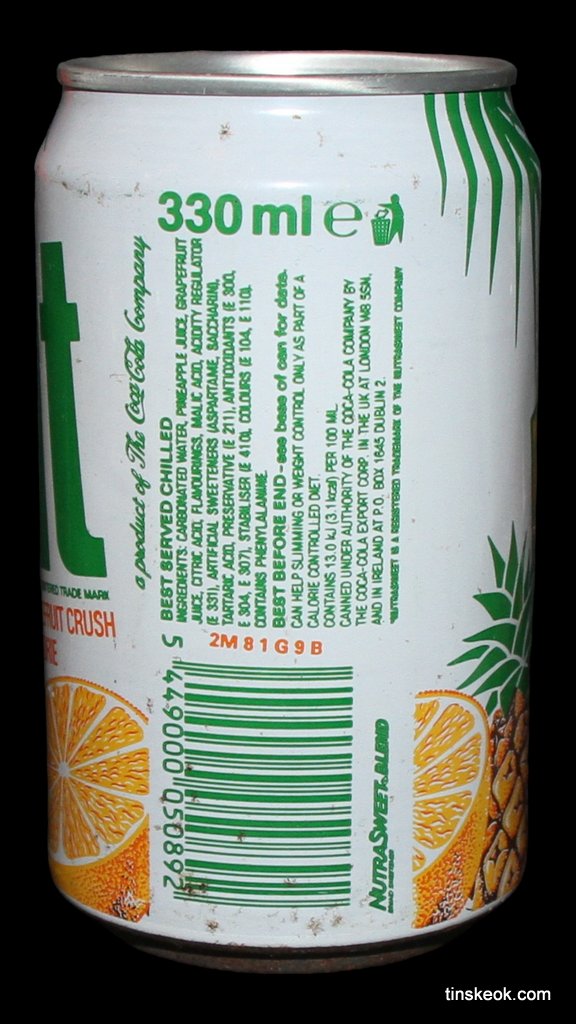 330 ml e
lt
REGISTERED TRADE MARK
FRUIT CRUSH
a product of The Coca-Cola Company
BEST SERVED CHILLED
INGREDIENTS: CARBONATED WATER, PINEAPPLE JUICE, GRAPEFRUIT
JUICE, CITRIC ACID, FLAVOURINGS, MALIC ACID, ACIDITY REGULATOR
(E 331), ARTIFICIAL SWEETENERS (ASPARTAME, SACCHARIN),
TARTARIC ACID, PRESERVATIVE (E 211), ANTIOXIDANTS (E 300,
E 304, E 307), STABILISER (E 410), COLOURS (E 104, E 110).
CONTAINS PHENYLALANINE.
BEST BEFORE END - see base of can for date.
CAN HELP SLIMMING OR WEIGHT CONTROL ONLY AS PART OF A
CALORIE CONTROLLED DIET.
CONTAINS 13.0 kJ (3.1 kcal) PER 100 ML.
CANNED UNDER AUTHORITY OF THE COCA-COLA COMPANY BY
THE COCA-COLA EXPORT CORP. IN THE UK AT LONDON W6 5SN,
AND IN IRELAND AT P.O. BOX 1645 DUBLIN 2.
NUTRASWEET IS A REGISTERED TRADEMARK OF THE NUTRASWEET COMPANY
2M81G9B
5 449000 050892
NUTRASWEET BLEND
tinskeok.com